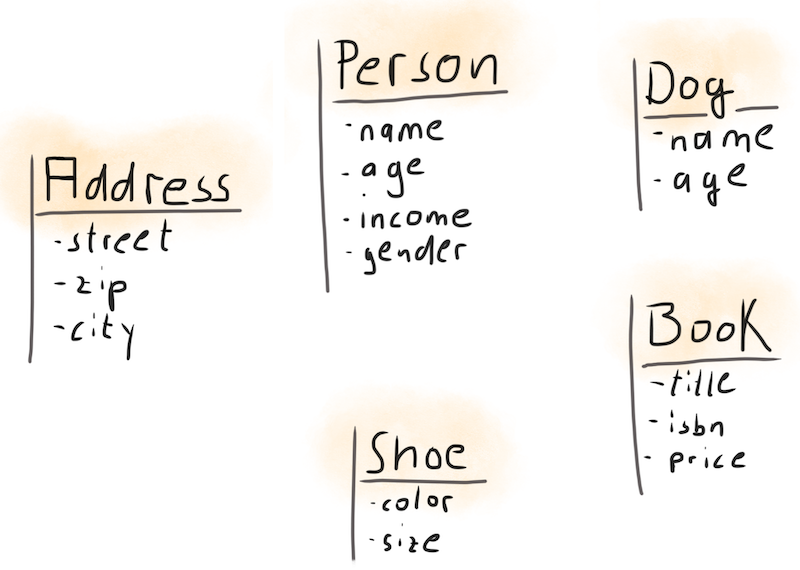 Address
- street
- zip
- city
Person
- name
- age
- income
- gender
Shoe
- color
- size
Dog
- name
- age
Book
- title
- isbn
- price